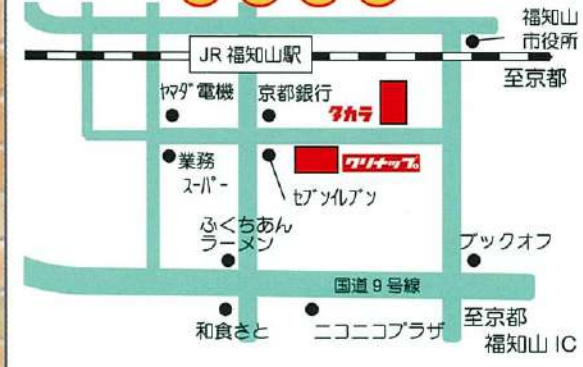 福知山
市役所
JR 福知山駅
至京都
ﾔﾏﾀﾞ電機
京都銀行
タカラ
業務
スーパー
クリナップ。
ｾﾌﾞﾝｲﾚﾌﾞﾝ
ふくちあん
ラーメン
ブックオフ
国道9号線
和食さと
ニコニコプラザ
至京都
福知山 IC